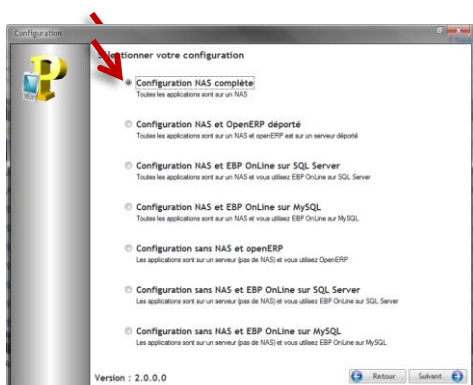 Configuration
Sélectionner votre configuration
Configuration NAS complète
Toutes les applications sont sur un NAS
Configuration NAS et OpenERP déporté
Toutes les applications sont sur un NAS et openERP est sur un serveur déporté
Configuration NAS et EBP OnLine sur SQL Server
Toutes les applications sont sur un NAS et vous utilisez EBP OnLine sur SQL Server
Configuration NAS et EBP OnLine sur MySQL
Toutes les applications sont sur un NAS et vous utilisez EBP OnLine sur MySQL
Configuration sans NAS et openERP
Les applications sont sur un serveur (pas de NAS) et vous utilisez OpenERP
Configuration sans NAS et EBP OnLine sur SQL Server
Les applications sont sur un serveur (pas de NAS) et vous utilisez EBP OnLine sur SQL Server
Configuration sans NAS et EBP OnLine sur MySQL
Les applications sont sur un serveur (pas de NAS) et vous utilisez EBP OnLine sur MySQL
Version : 2.0.0.0
Retour
Suivant